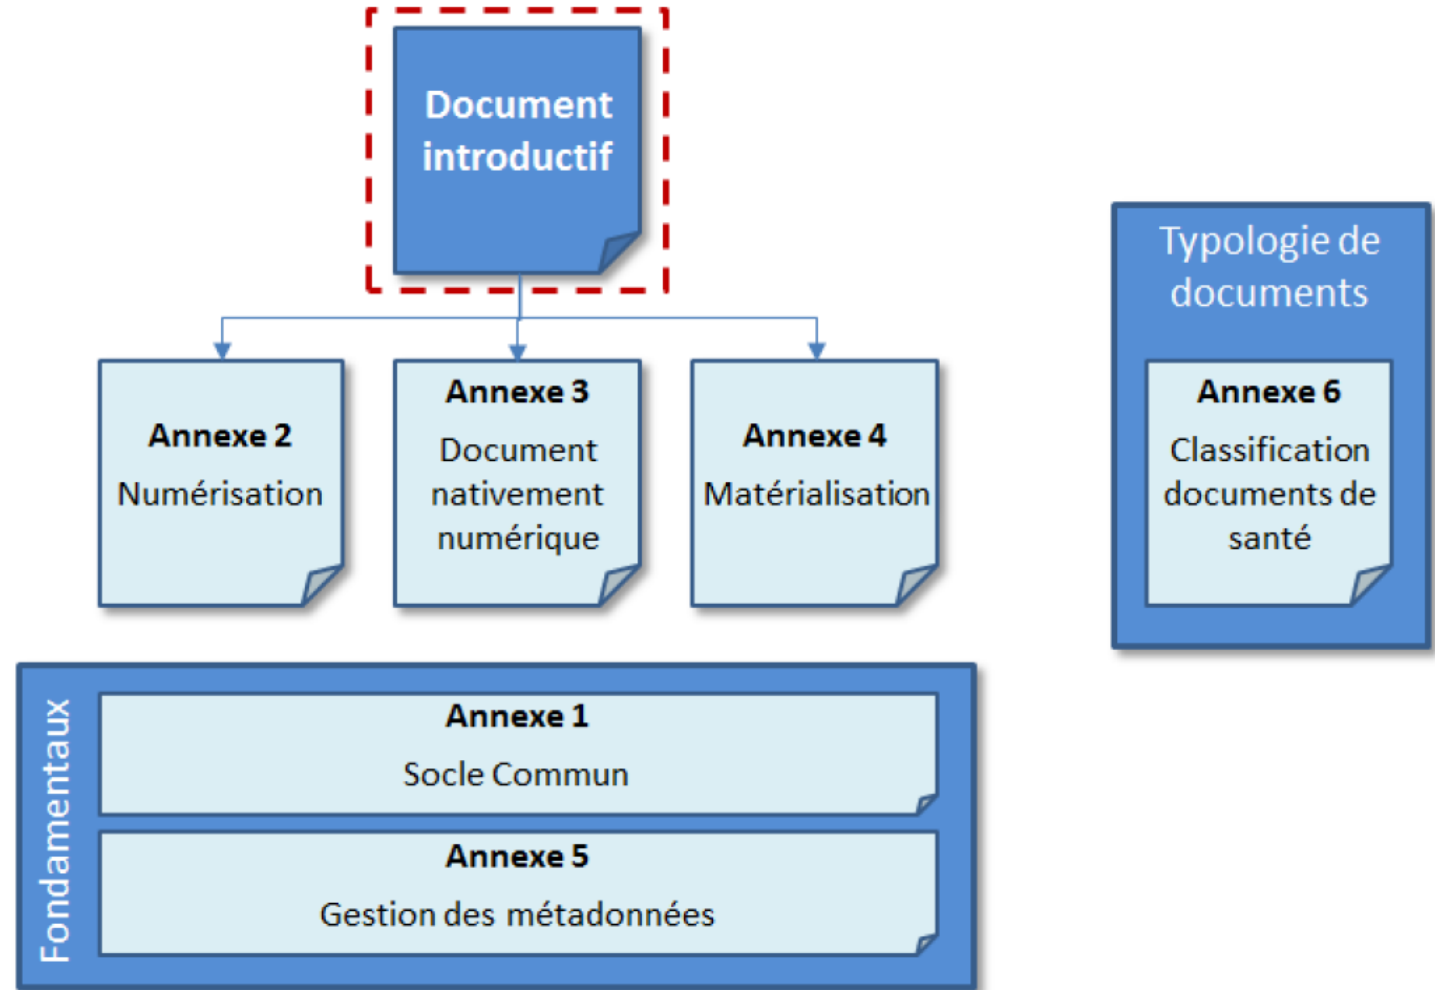 Document
introductif
Annexe 2
Numérisation
Annexe 3
Document
nativement
numérique
Annexe 4
Matérialisation
Typologie de
documents
Annexe 6
Classification
documents de
santé
Fondamentaux
Annexe 1
Socle Commun
Annexe 5
Gestion des métadonnées